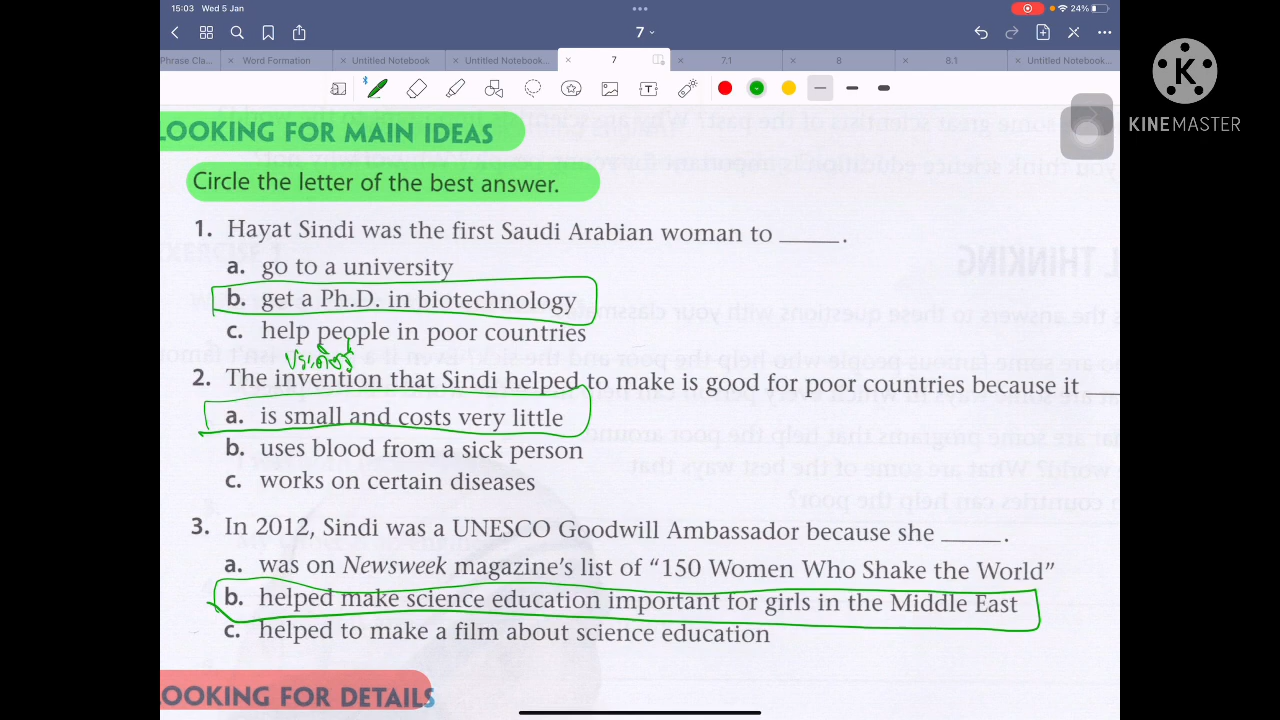 15:03 Wed 5 Jan
24%
7
Phrase Cla...
Word Formation
Untitled Notebook
Untitled Notebook...
7
7.1
8
8.1
Untitled Notebook...
KINEMASTER
LOOKING FOR MAIN IDEAS
Circle the letter of the best answer.
1. Hayat Sindi was the first Saudi Arabian woman to _____.
a. go to a university
b. get a Ph.D. in biotechnology
c. help people in poor countries
2. The invention that Sindi helped to make is good for poor countries because it
a. is small and costs very little
b. uses blood from a sick person
c. works on certain diseases
3. In 2012, Sindi was a UNESCO Goodwill Ambassador because she _____.
a. was on Newsweek magazine's list of "150 Women Who Shake the World"
b. helped make science education important for girls in the Middle East
c. helped to make a film about science education
OOKING FOR DETAILS